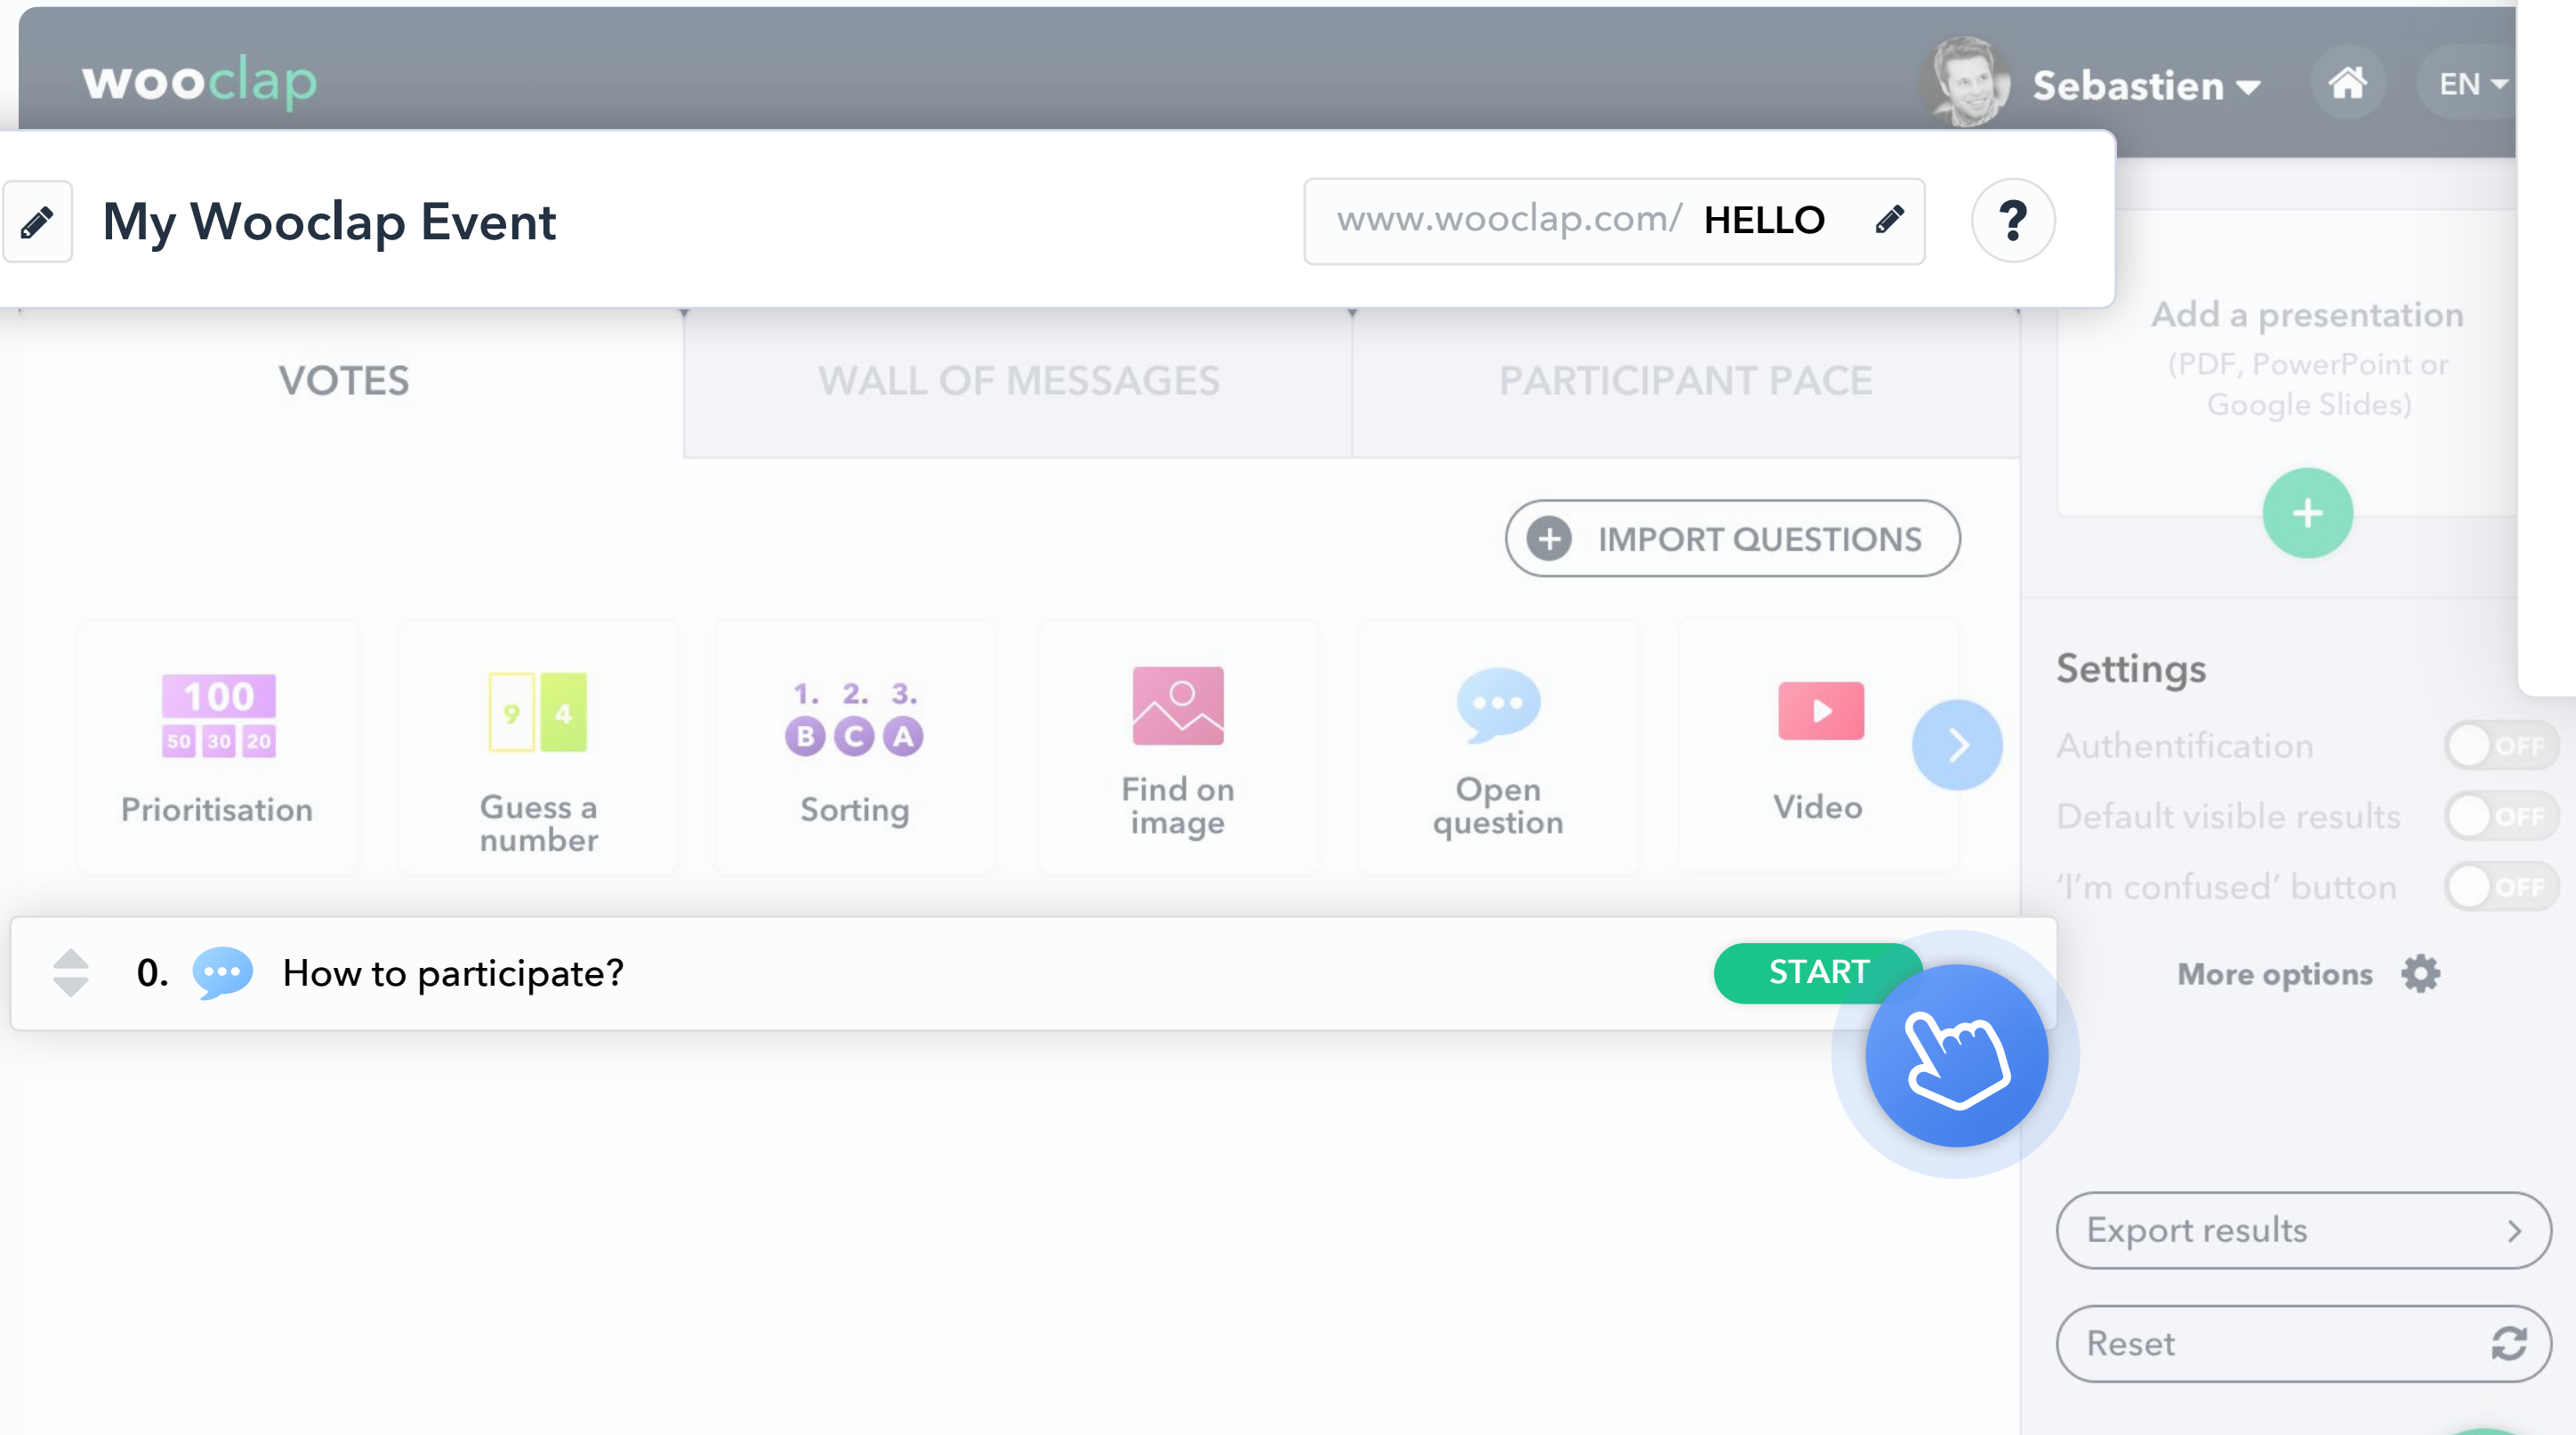 wooclap
Sebastien
EN
My Wooclap Event
www.wooclap.com/ HELLO
?
VOTES
WALL OF MESSAGES
PARTICIPANT PACE
Add a presentation
(PDF, PowerPoint or
Google Slides)
+
+ IMPORT QUESTIONS
100
50 30 20
Prioritisation
9 4
Guess a
number
1. 2. 3.
B C A
Sorting
Find on
image
Open
question
Video
Settings
Authentification OFF
Default visible results OFF
‘I’m confused’ button OFF
More options
0. How to participate?
START
Export results
Reset